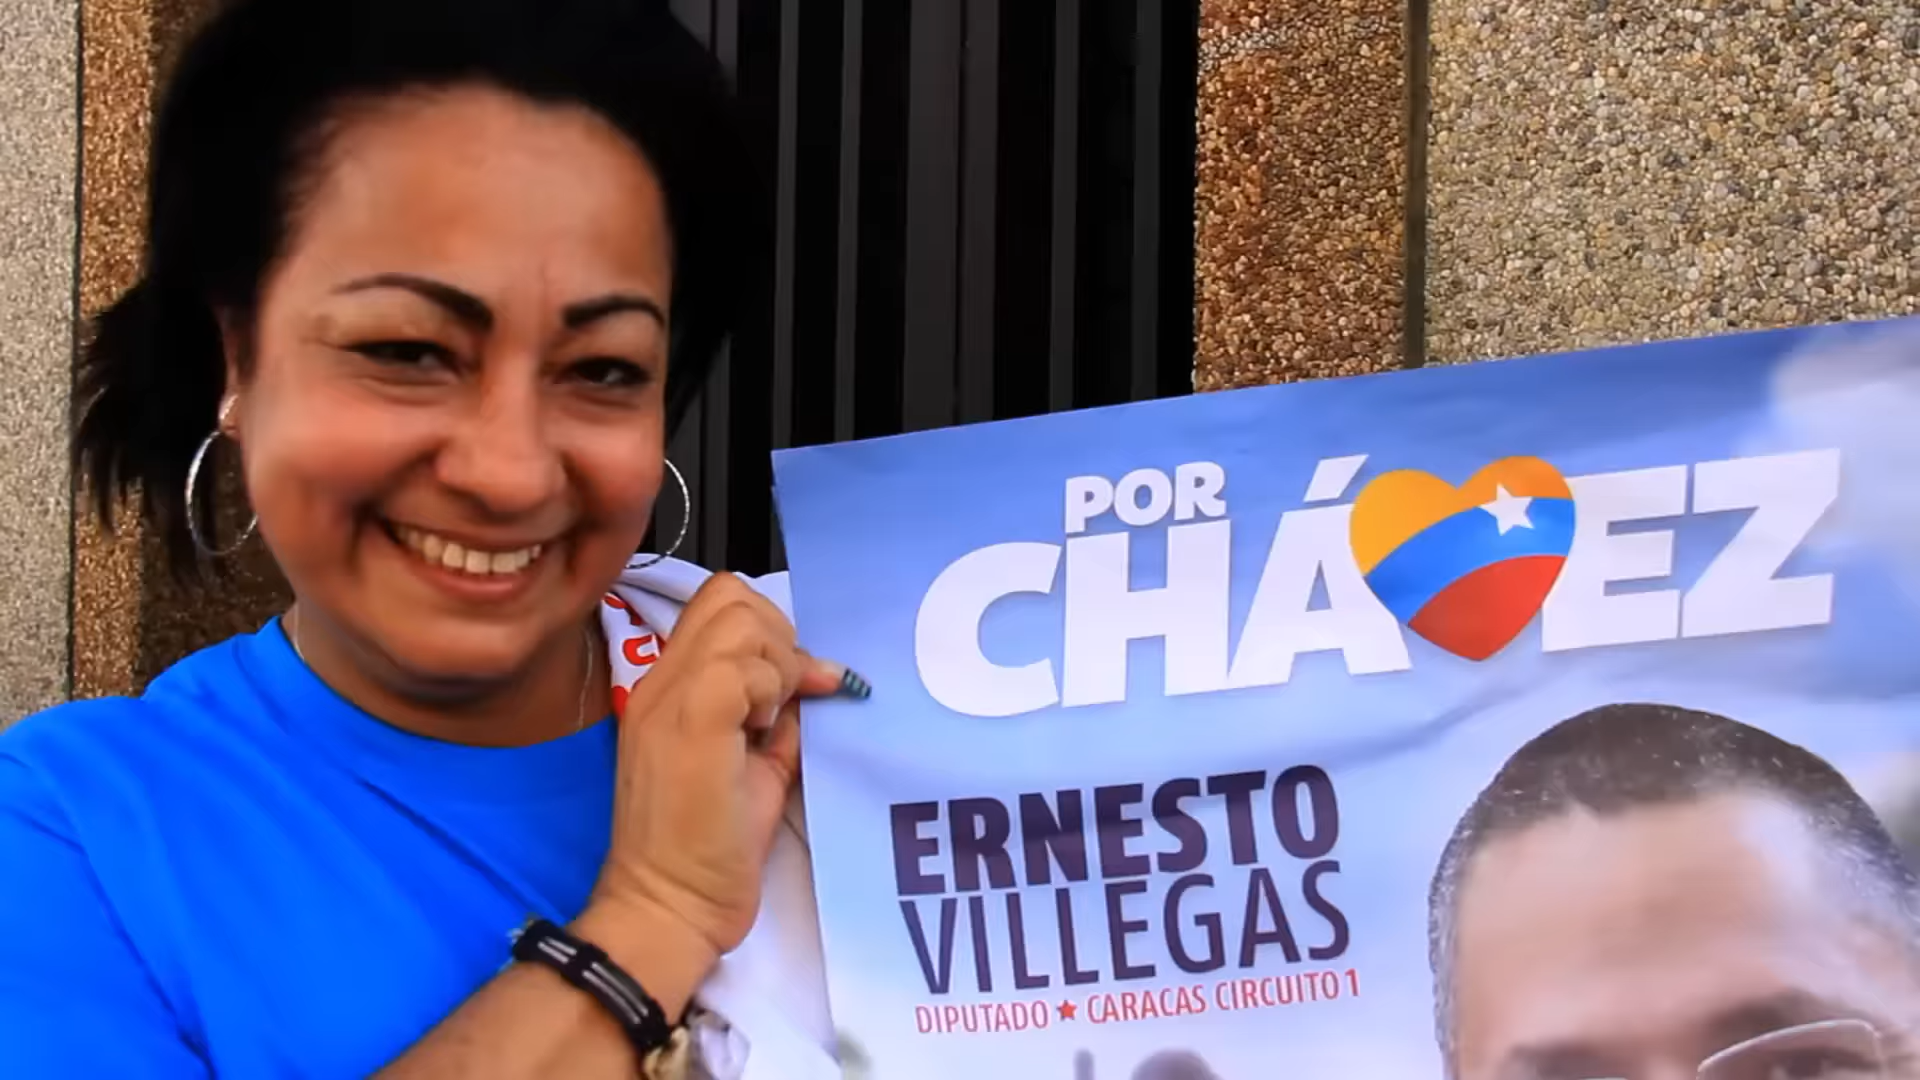 POR
CHÁVEZ
ERNESTO
VILLEGAS
DIPUTADO ★ CARACAS CIRCUITO 1